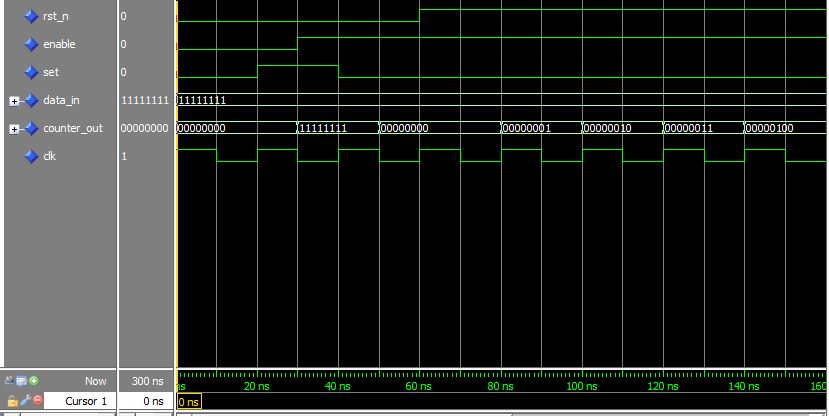 rst_n 0
enable 0
set 0
data_in 11111111 11111111
counter_out 00000000 00000000 11111111 00000000 00000001 00000010 00000011 00000100
clk 1
Now 300 ns ns 20 ns 40 ns 60 ns 80 ns 100 ns 120 ns 140 ns 160
Cursor 1 0 ns 0 ns